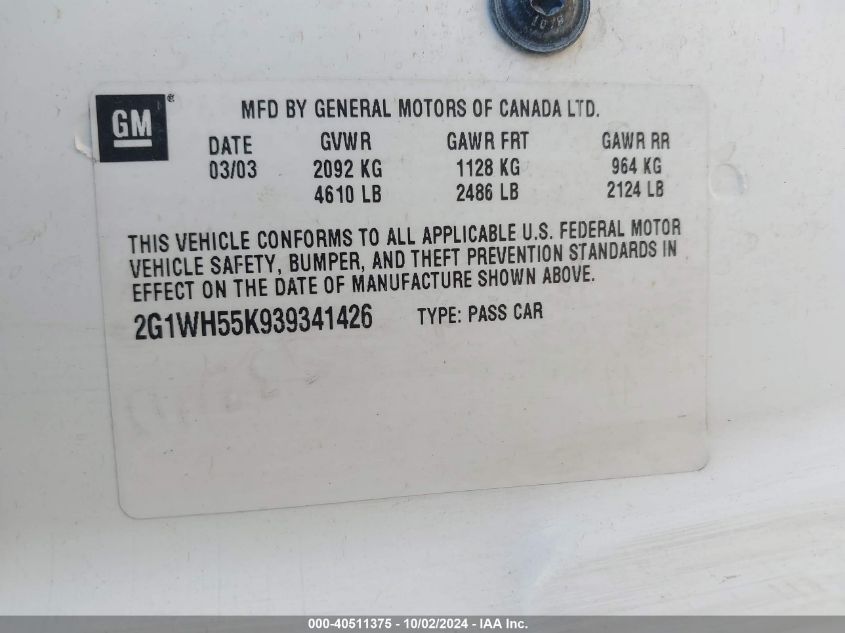 1078
GM®
MFD BY GENERAL MOTORS OF CANADA LTD.
DATE GVWR GAWR FRT GAWR RR
03/03 2092 KG 1128 KG 964 KG
4610 LB 2486 LB 2124 LB
THIS VEHICLE CONFORMS TO ALL APPLICABLE U.S. FEDERAL MOTOR
VEHICLE SAFETY, BUMPER, AND THEFT PREVENTION STANDARDS IN
EFFECT ON THE DATE OF MANUFACTURE SHOWN ABOVE.
2G1WH55K939341426 TYPE: PASS CAR
000-40511375 - 10/02/2024 - IAA Inc.